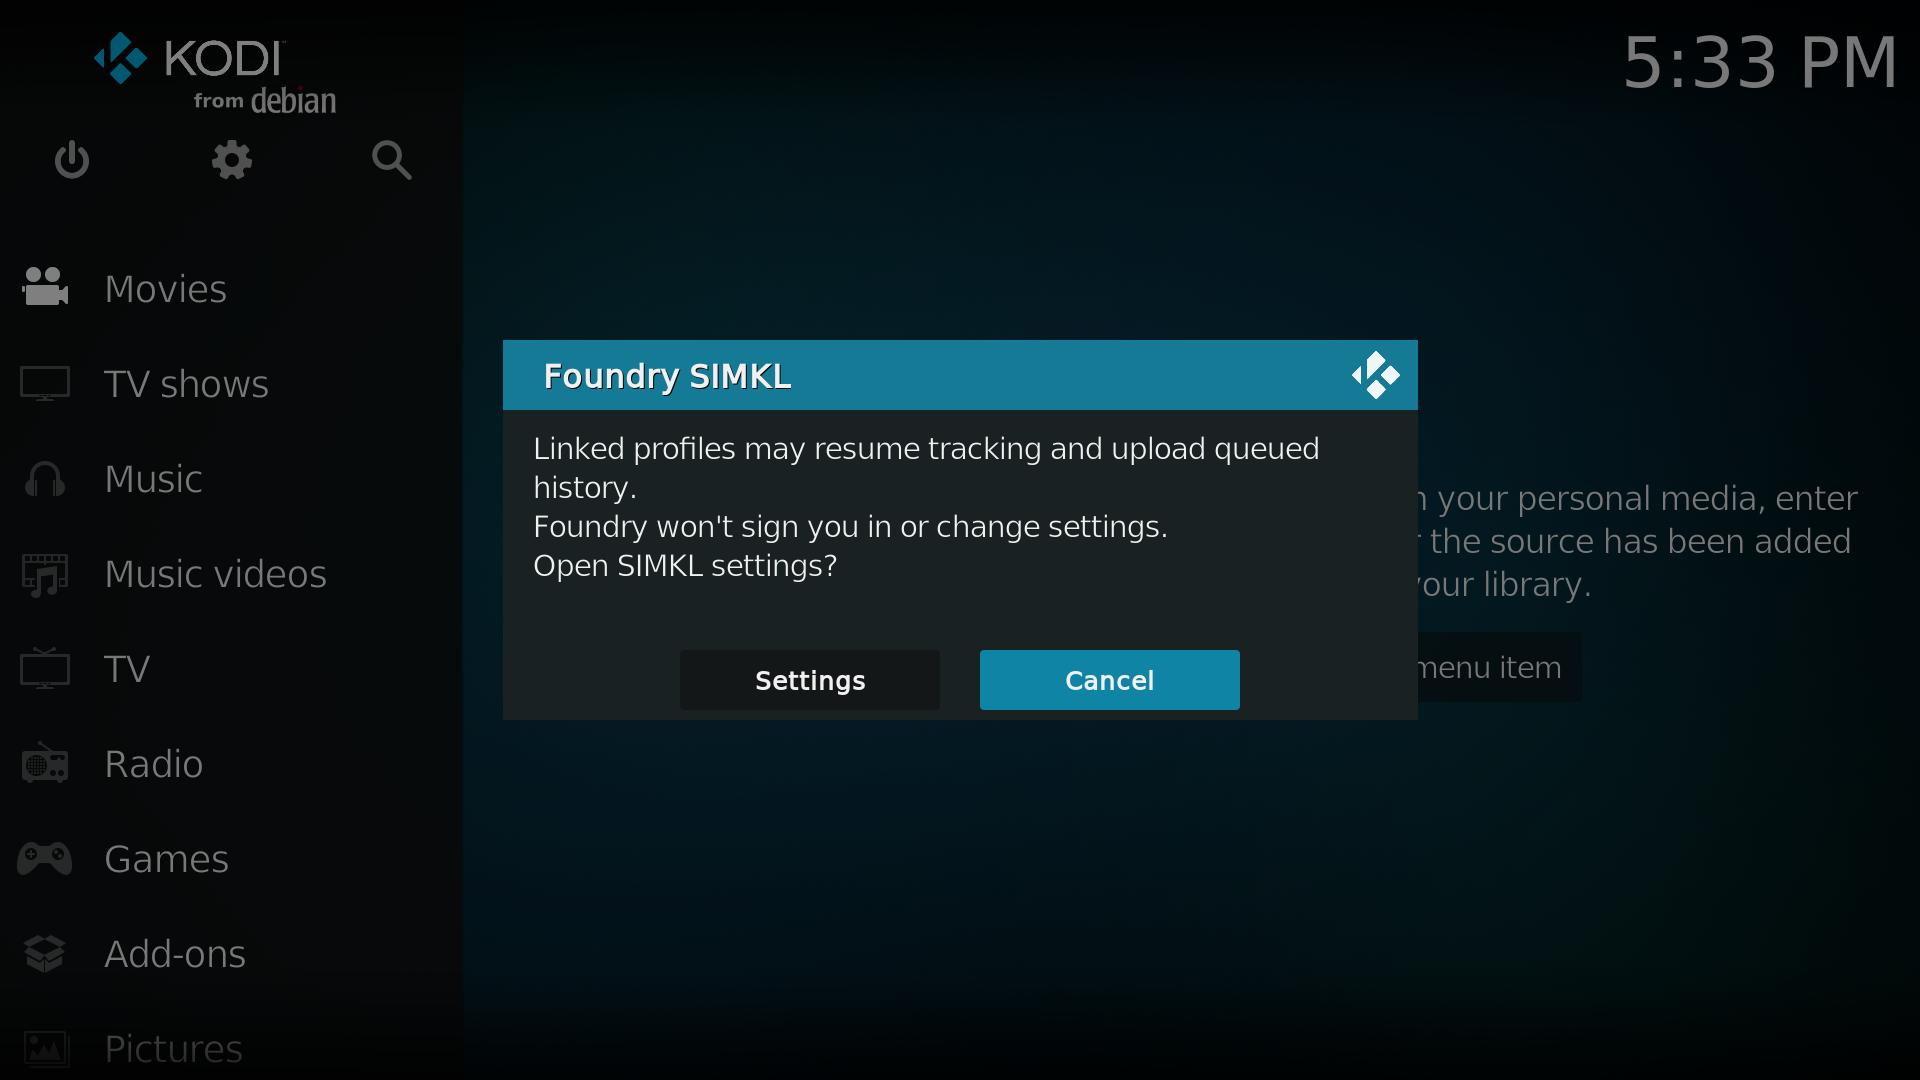 KODI
from debian
5:33 PM
Movies
TV shows
Music
Music videos
TV
Radio
Games
Add-ons
Pictures
Foundry SIMKL
Linked profiles may resume tracking and upload queued
history.
Foundry won't sign you in or change settings.
Open SIMKL settings?
Settings
Cancel
your personal media, enter
the source has been added
your library.
menu item